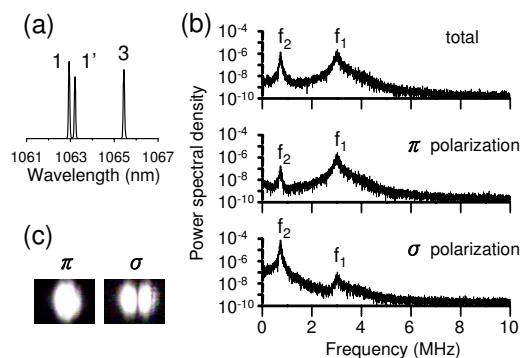 (a)
1
1'
3
1061
1063
1065
1067
Wavelength (nm)
(c)
π
σ
(b)
Power spectral density
10-4
10-6
10-8
10-10
f2
f1
total
10-4
10-6
10-8
10-10
f2
f1
π polarization
10-4
10-6
10-8
10-10
f2
f1
σ polarization
0
2
4
6
8
10
Frequency (MHz)